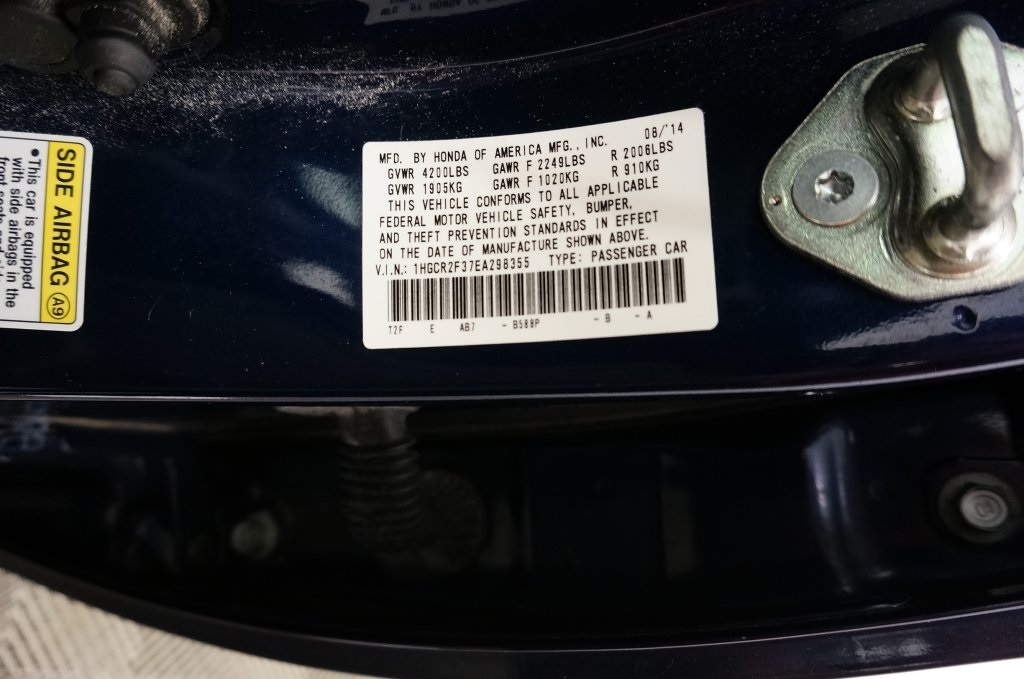 SIDE AIRBAG A9
•This car is equipped
with side airbags in the
MFD. BY HONDA OF AMERICA MFG., INC. 08/'14
GVWR 4200LBS GAWR F 2249LBS R 2006LBS
GVWR 1905KG GAWR F 1020KG R 910KG
THIS VEHICLE CONFORMS TO ALL APPLICABLE
FEDERAL MOTOR VEHICLE SAFETY, BUMPER,
AND THEFT PREVENTION STANDARDS IN EFFECT
ON THE DATE OF MANUFACTURE SHOWN ABOVE.
V.I.N.: 1HGCR2F37EA298355 TYPE: PASSENGER CAR
T2F E AB7 - B588P - B - A